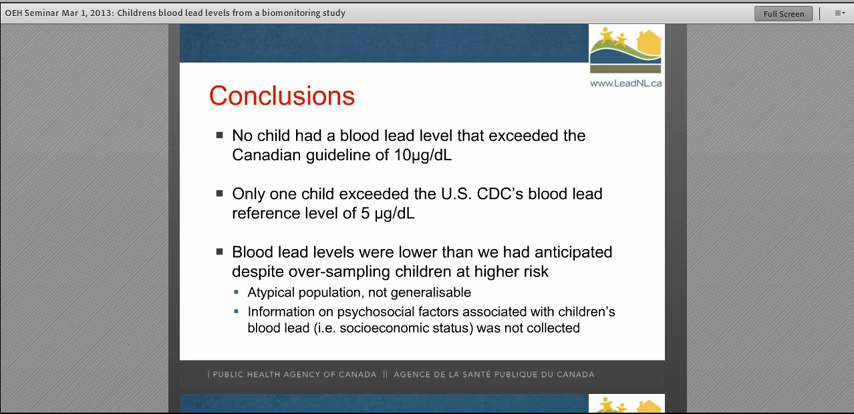 OEH Seminar Mar 1, 2013: Childrens blood lead levels from a biomonitoring study
Full Screen
www.LeadNL.ca
Conclusions
No child had a blood lead level that exceeded the
Canadian guideline of 10µg/dL
Only one child exceeded the U.S. CDC's blood lead
reference level of 5 µg/dL
Blood lead levels were lower than we had anticipated
despite over-sampling children at higher risk
Atypical population, not generalisable
Information on psychosocial factors associated with children's
blood lead (i.e. socioeconomic status) was not collected
| PUBLIC HEALTH AGENCY OF CANADA || AGENCE DE LA SANTÉ PUBLIQUE DU CANADA